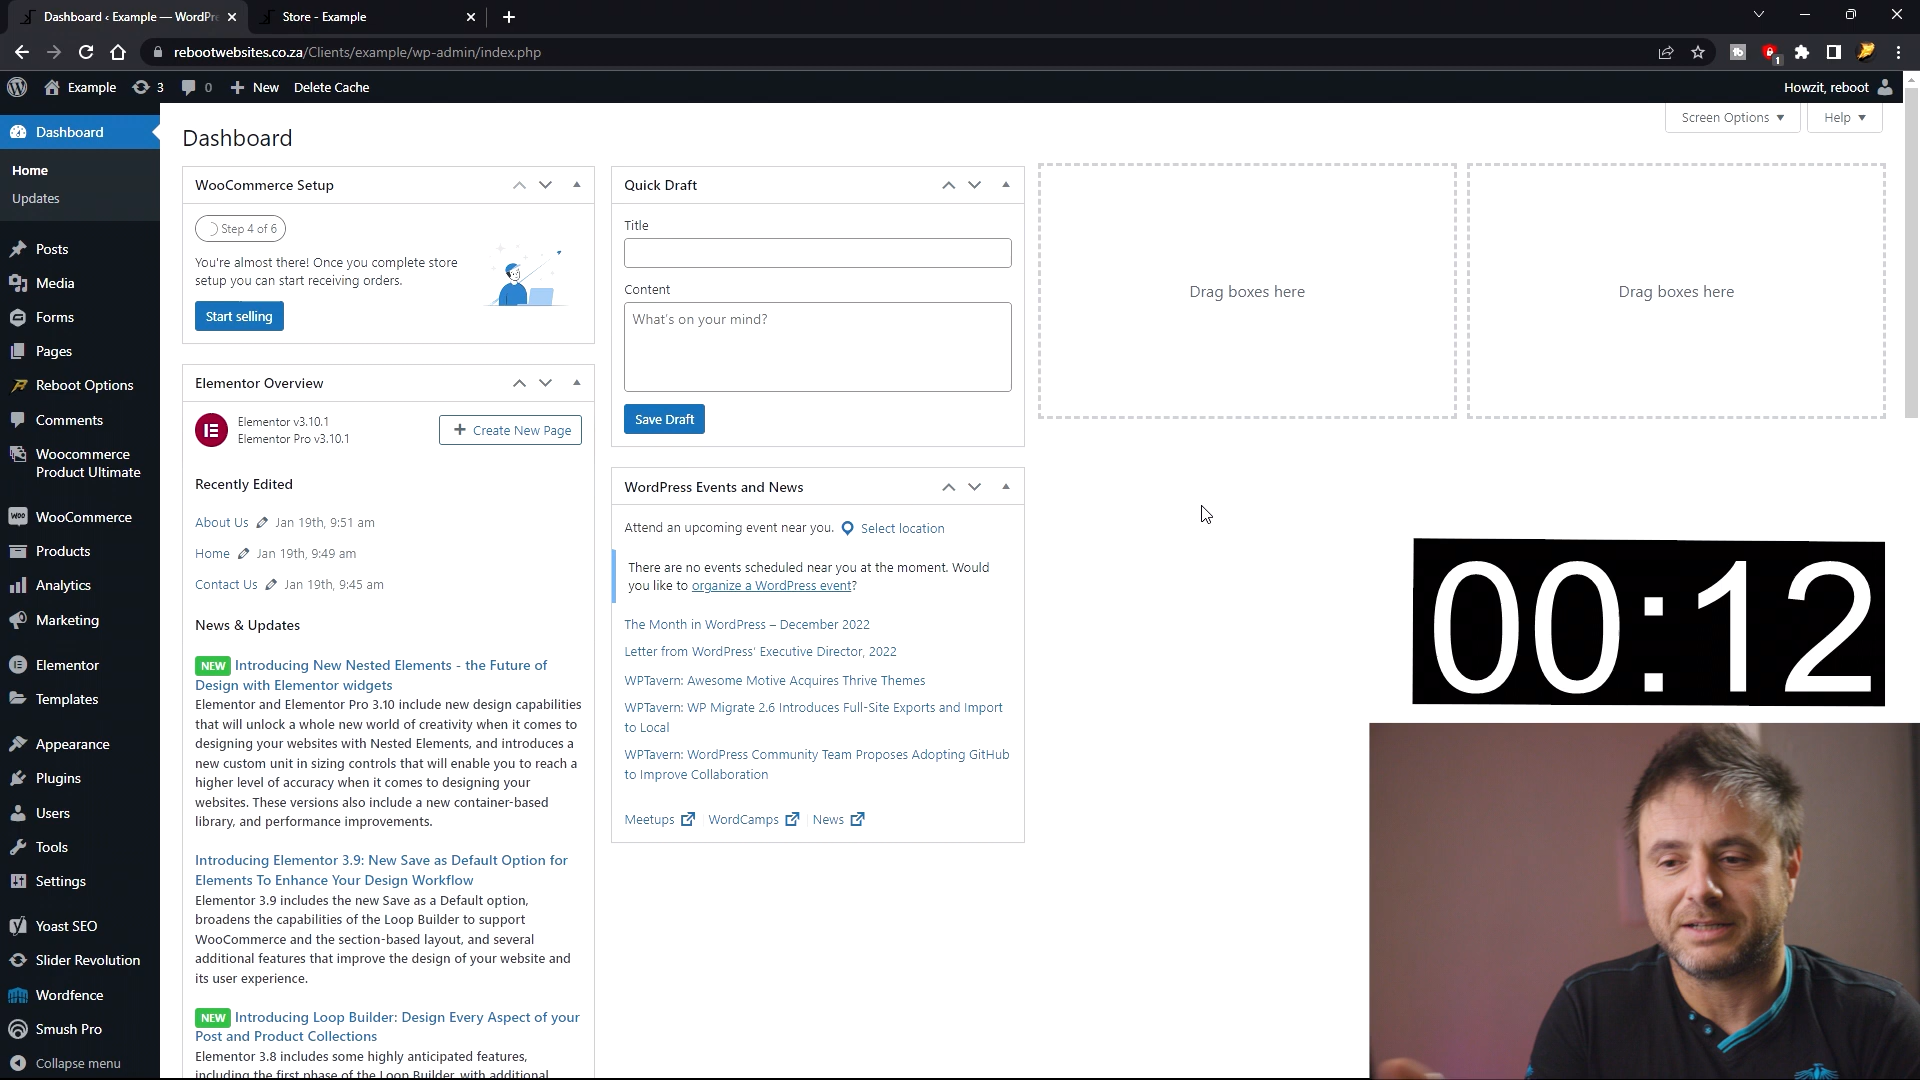 Dashboard ‹ Example — WordPr
Store - Example
rebootwebsites.co.za/Clients/example/wp-admin/index.php
1
Example
3
0
New
Delete Cache
Howzit, reboot
Dashboard
Home
Updates
Posts
Media
Forms
Pages
Reboot Options
Comments
Woocommerce
Product Ultimate
WooCommerce
Products
Analytics
Marketing
Elementor
Templates
Appearance
Plugins
Users
Tools
Settings
Yoast SEO
Slider Revolution
Wordfence
Smush Pro
Collapse menu
Dashboard
Screen Options
Help
WooCommerce Setup
Step 4 of 6
You're almost there! Once you complete store
setup you can start receiving orders.
Start selling
Elementor Overview
Elementor v3.10.1
Elementor Pro v3.10.1
Create New Page
Recently Edited
About Us Jan 19th, 9:51 am
Home Jan 19th, 9:49 am
Contact Us Jan 19th, 9:45 am
News & Updates
NEW Introducing New Nested Elements - the Future of
Design with Elementor widgets
Elementor and Elementor Pro 3.10 include new design capabilities
that will unlock a whole new world of creativity when it comes to
designing your websites with Nested Elements, and introduces a
new custom unit in sizing controls that will enable you to reach a
higher level of accuracy when it comes to designing your
websites. These versions also include a new container-based
library, and performance improvements.
Introducing Elementor 3.9: New Save as Default Option for
Elements To Enhance Your Design Workflow
Elementor 3.9 includes the new Save as a Default option,
broadens the capabilities of the Loop Builder to support
WooCommerce and the section-based layout, and several
additional features that improve the design of your website and
its user experience.
NEW Introducing Loop Builder: Design Every Aspect of your
Post and Product Collections
Elementor 3.8 includes some highly anticipated features,
including the first phase of the Loop Builder, with additional
Quick Draft
Title
Content
What's on your mind?
Save Draft
WordPress Events and News
Attend an upcoming event near you. Select location
There are no events scheduled near you at the moment. Would
you like to organize a WordPress event?
The Month in WordPress – December 2022
Letter from WordPress' Executive Director, 2022
WPTavern: Awesome Motive Acquires Thrive Themes
WPTavern: WP Migrate 2.6 Introduces Full-Site Exports and Import
to Local
WPTavern: WordPress Community Team Proposes Adopting GitHub
to Improve Collaboration
Meetups
WordCamps
News
Drag boxes here
Drag boxes here
00:12